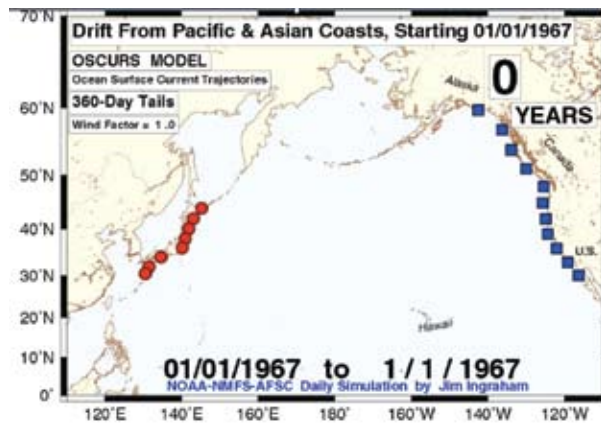 Drift From Pacific & Asian Coasts, Starting 01/01/1967
OSCURS MODEL
Ocean Surface Current Trajectories
360-Day Tails
Wind Factor = 1.0
0
YEARS
Alaska
Canada
U.S.
Hawaii
70°N
60°N
50°N
40°N
30°N
20°N
10°N
0°
01/01/1967 to 1 / 1 / 1967
NOAA-NMFS-AFSC Daily Simulation by Jim Ingraham
120°E 140°E 160°E 180° 160°W 140°W 120°W